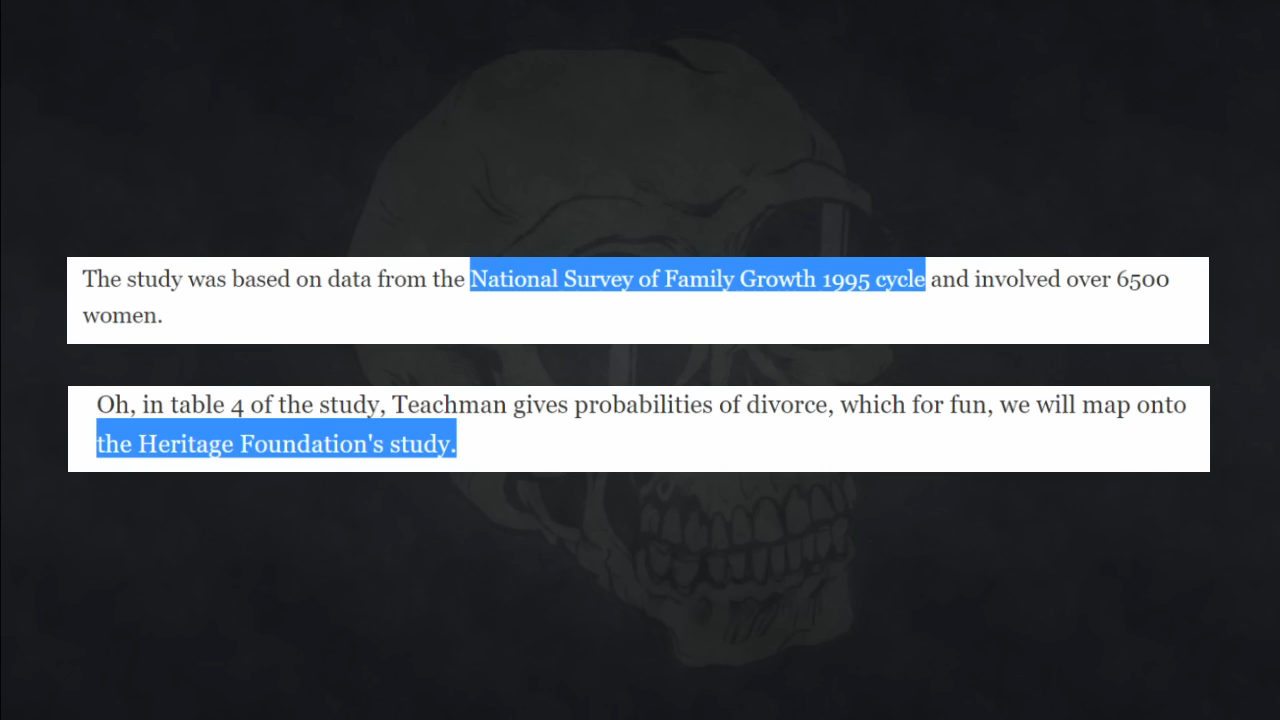 The study was based on data from the National Survey of Family Growth 1995 cycle and involved over 6500
women.
Oh, in table 4 of the study, Teachman gives probabilities of divorce, which for fun, we will map onto
the Heritage Foundation's study.